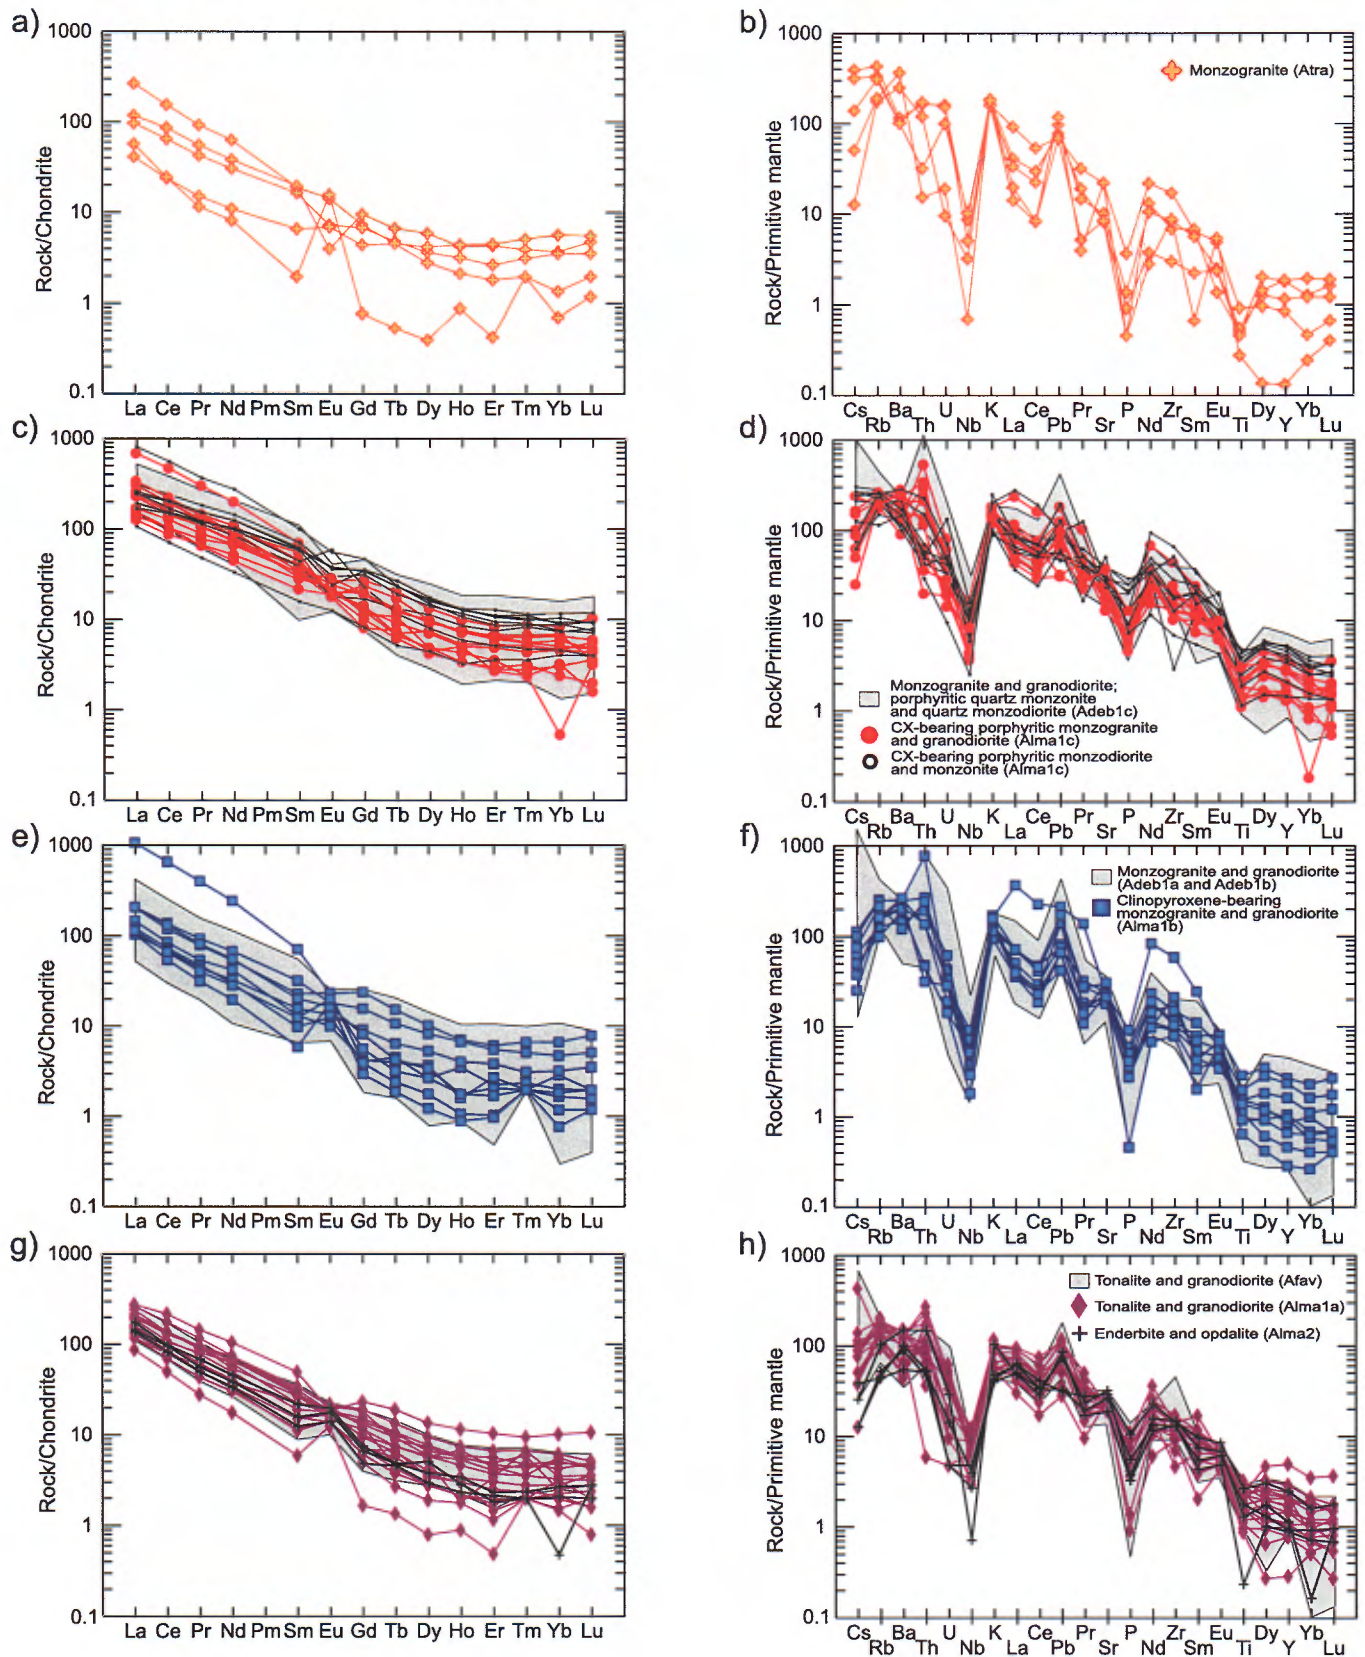 a)
1000
100
10
1
0.1
Rock/Chondrite
La Ce Pr Nd Pm Sm Eu Gd Tb Dy Ho Er Tm Yb Lu
b)
1000
100
10
1
0.1
Rock/Primitive mantle
Monzogranite (Atra)
Cs Ba U K Ce Pr P Zr Eu Dy Yb
Rb Th Nb La Pb Sr Nd Sm Ti Y Lu
c)
1000
100
10
1
0.1
Rock/Chondrite
La Ce Pr Nd Pm Sm Eu Gd Tb Dy Ho Er Tm Yb Lu
d)
1000
100
10
1
0.1
Rock/Primitive mantle
Monzogranite and granodiorite;
porphyritic quartz monzonite
and quartz monzodiorite (Adeb1c)
CX-bearing porphyritic monzogranite
and granodiorite (Alma1c)
CX-bearing porphyritic monzodiorite
and monzonite (Alma1c)
Cs Ba U K Ce Pr P Zr Eu Dy Yb
Rb Th Nb La Pb Sr Nd Sm Ti Y Lu
e)
1000
100
10
1
0.1
Rock/Chondrite
La Ce Pr Nd Pm Sm Eu Gd Tb Dy Ho Er Tm Yb Lu
f)
1000
100
10
1
0.1
Rock/Primitive mantle
Monzogranite and granodiorite
(Adeb1a and Adeb1b)
Clinopyroxene-bearing
monzogranite and granodiorite
(Alma1b)
Cs Ba U K Ce Pr P Zr Eu Dy Yb
Rb Th Nb La Pb Sr Nd Sm Ti Y Lu
g)
1000
100
10
1
0.1
Rock/Chondrite
La Ce Pr Nd Pm Sm Eu Gd Tb Dy Ho Er Tm Yb Lu
h)
1000
100
10
1
0.1
Rock/Primitive mantle
Tonalite and granodiorite (Afav)
Tonalite and granodiorite (Alma1a)
Enderbite and opdalite (Alma2)
Cs Ba U K Ce Pr P Zr Eu Dy Yb
Rb Th Nb La Pb Sr Nd Sm Ti Y Lu